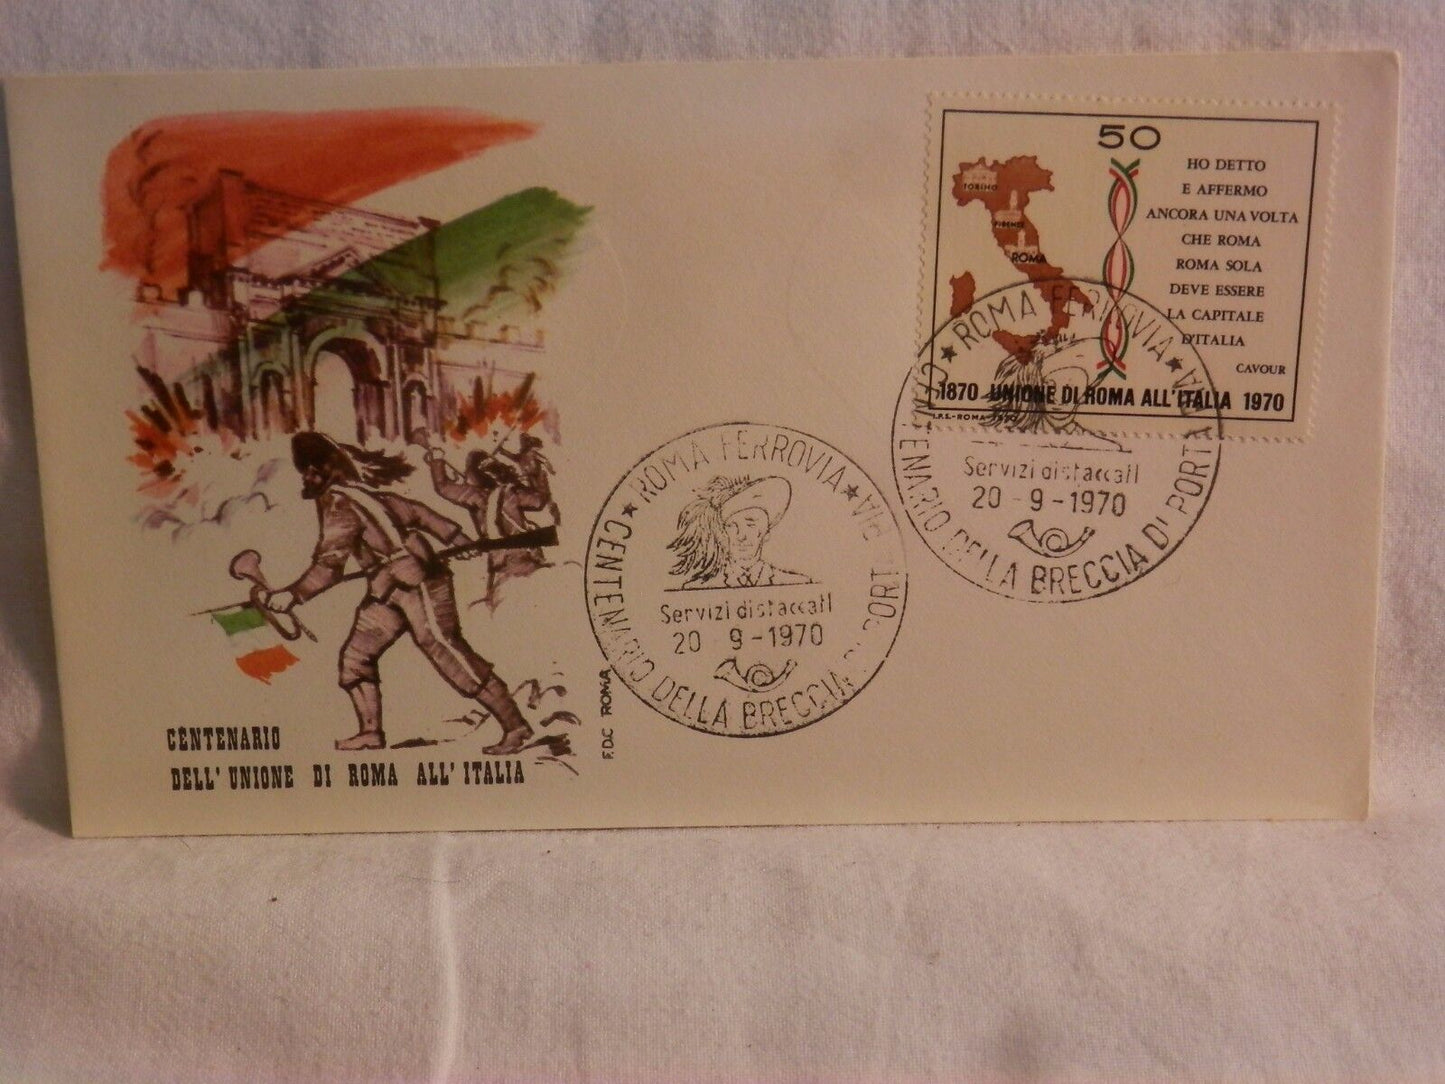 50
HO DETTO
E AFFERMO
ANCORA UNA VOLTA
CHE ROMA
ROMA SOLA
DEVE ESSERE
LA CAPITALE
D'ITALIA
CAVOUR
TORINO
FIRENZE
ROMA
1870 UNIONE DI ROMA ALL'ITALIA 1970
I.P.S.-ROMA
★ ROMA FERROVIA ★
CENTENARIO DELLA BRECCIA D' PORTA
Servizi distaccati
20 - 9 - 1970
★ ROMA FERROVIA ★
CENTENARIO DELLA BRECCIA
Servizi distaccati
20 9 - 1970
F.D.C ROMA
CENTENARIO
DELL' UNIONE DI ROMA ALL' ITALIA